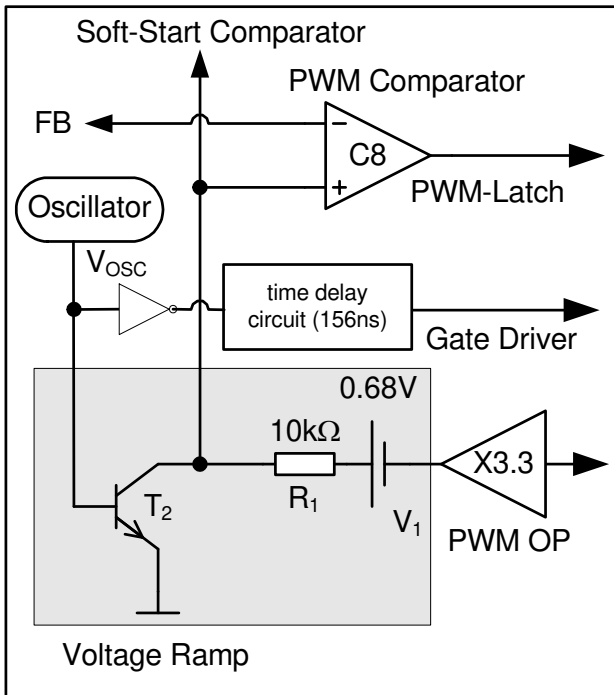 Soft-Start Comparator
PWM Comparator
FB
C8
PWM-Latch
Oscillator
VOSC
time delay
circuit (156ns)
Gate Driver
0.68V
10kΩ
X3.3
T2
R1
V1
PWM OP
Voltage Ramp